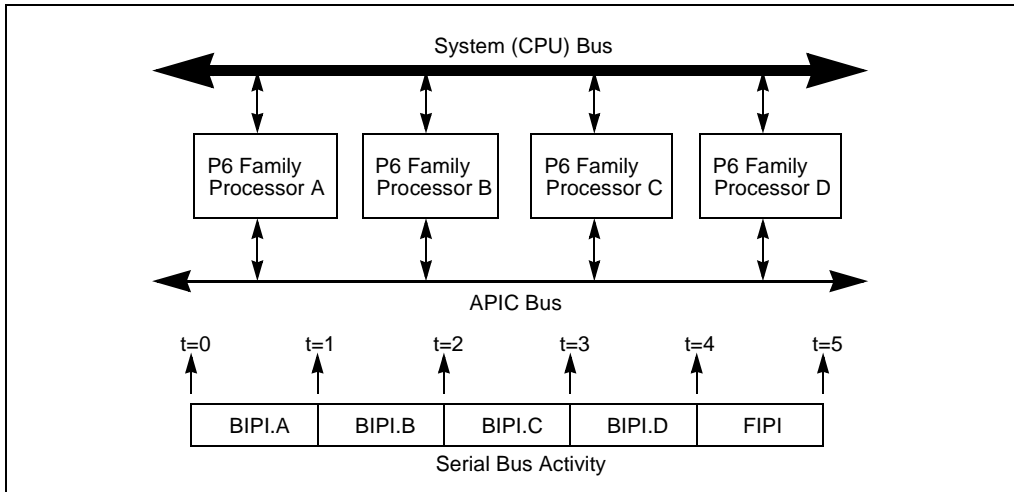 System (CPU) Bus
P6 Family
Processor A
P6 Family
Processor B
P6 Family
Processor C
P6 Family
Processor D
APIC Bus
t=0
t=1
t=2
t=3
t=4
t=5
BIPI.A
BIPI.B
BIPI.C
BIPI.D
FIPI
Serial Bus Activity